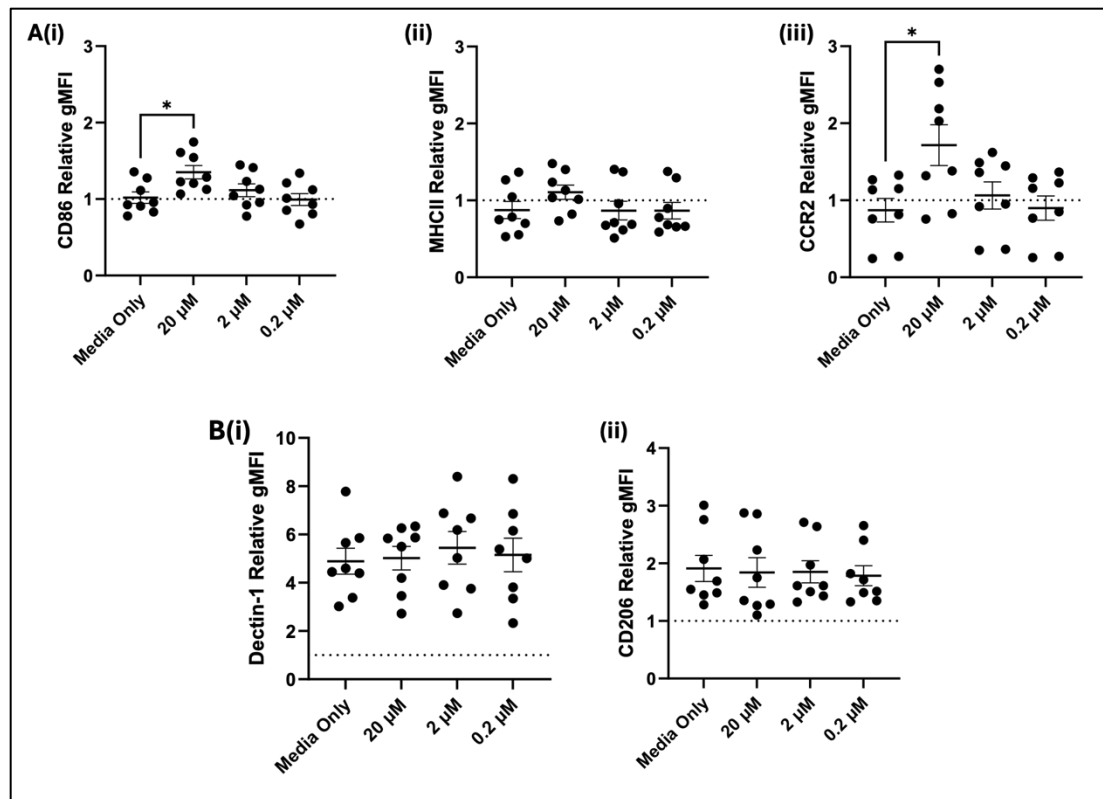 A(i)
CD86 Relative gMFI
3
2
1
0
*
Media Only
20 µM
2 µM
0.2 µM
(ii)
MHCII Relative gMFI
3
2
1
0
Media Only
20 µM
2 µM
0.2 µM
(iii)
CCR2 Relative gMFI
3
2
1
0
*
Media Only
20 µM
2 µM
0.2 µM
B(i)
Dectin-1 Relative gMFI
10
8
6
4
2
0
Media Only
20 µM
2 µM
0.2 µM
(ii)
CD206 Relative gMFI
4
3
2
1
0
Media Only
20 µM
2 µM
0.2 µM